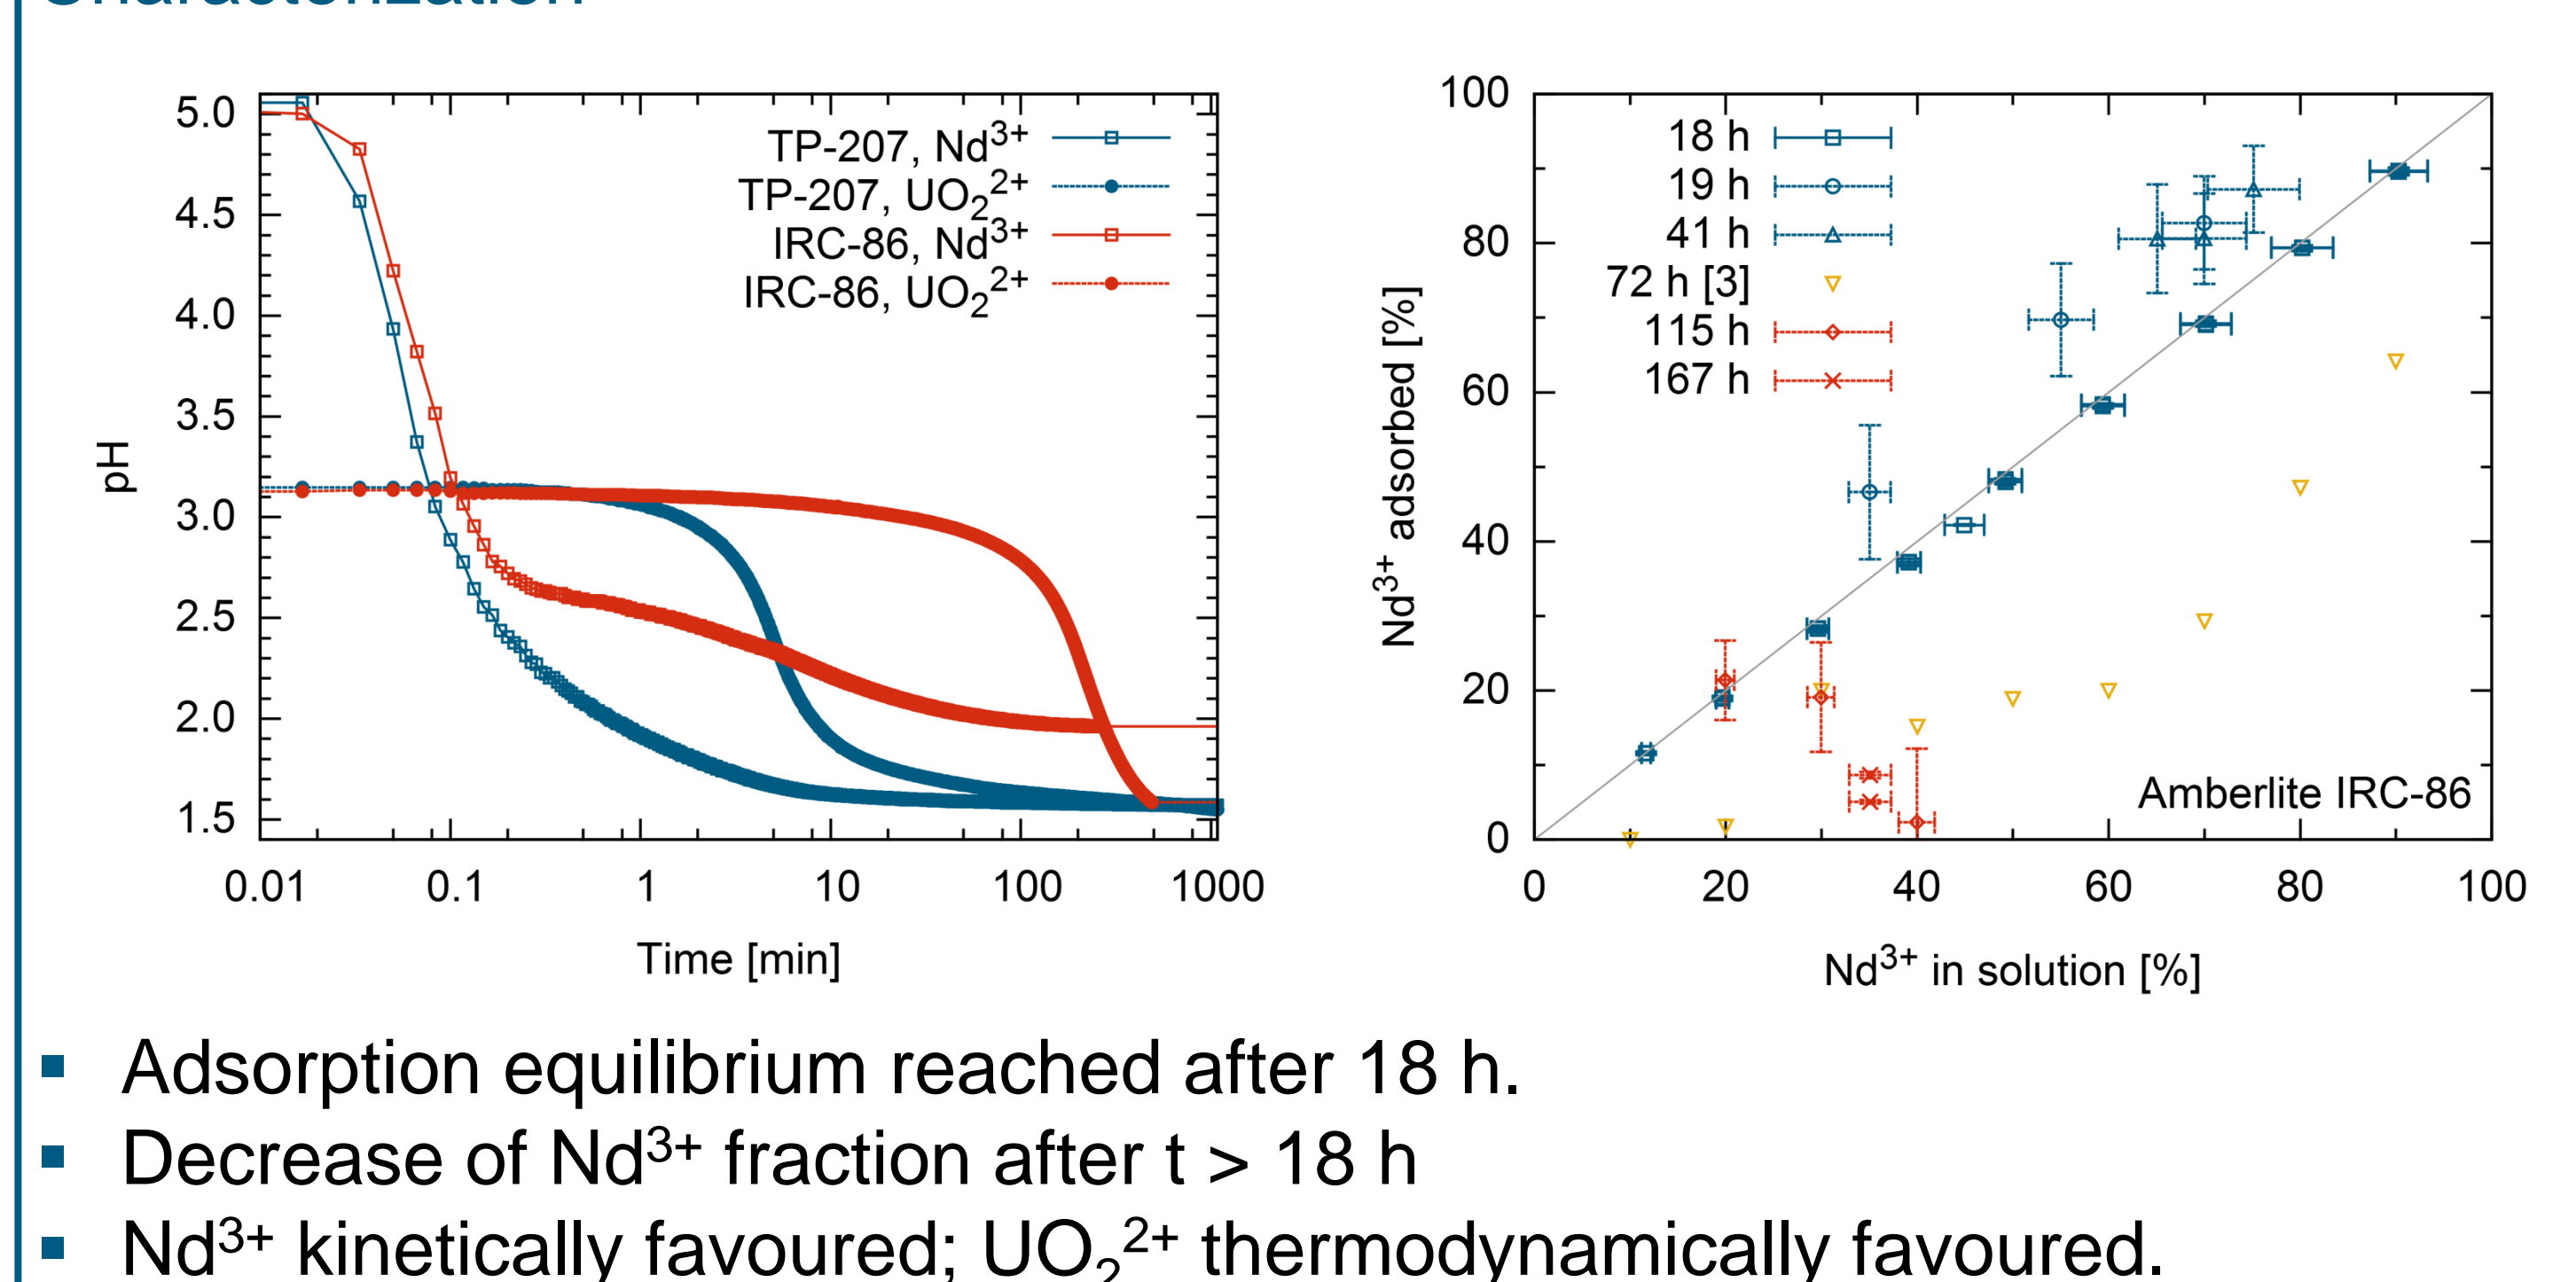 Characterization
5.0
4.5
4.0
3.5
3.0
2.5
2.0
1.5
pH
0.01 0.1 1 10 100 1000
Time [min]
TP-207, Nd³⁺
TP-207, UO₂²⁺
IRC-86, Nd³⁺
IRC-86, UO₂²⁺
100
80
60
40
20
0
Nd³⁺ adsorbed [%]
0 20 40 60 80 100
Nd³⁺ in solution [%]
18 h
19 h
41 h
72 h [3]
115 h
167 h
Amberlite IRC-86
▪ Adsorption equilibrium reached after 18 h.
▪ Decrease of Nd³⁺ fraction after t > 18 h
▪ Nd³⁺ kinetically favoured; UO₂²⁺ thermodynamically favoured.